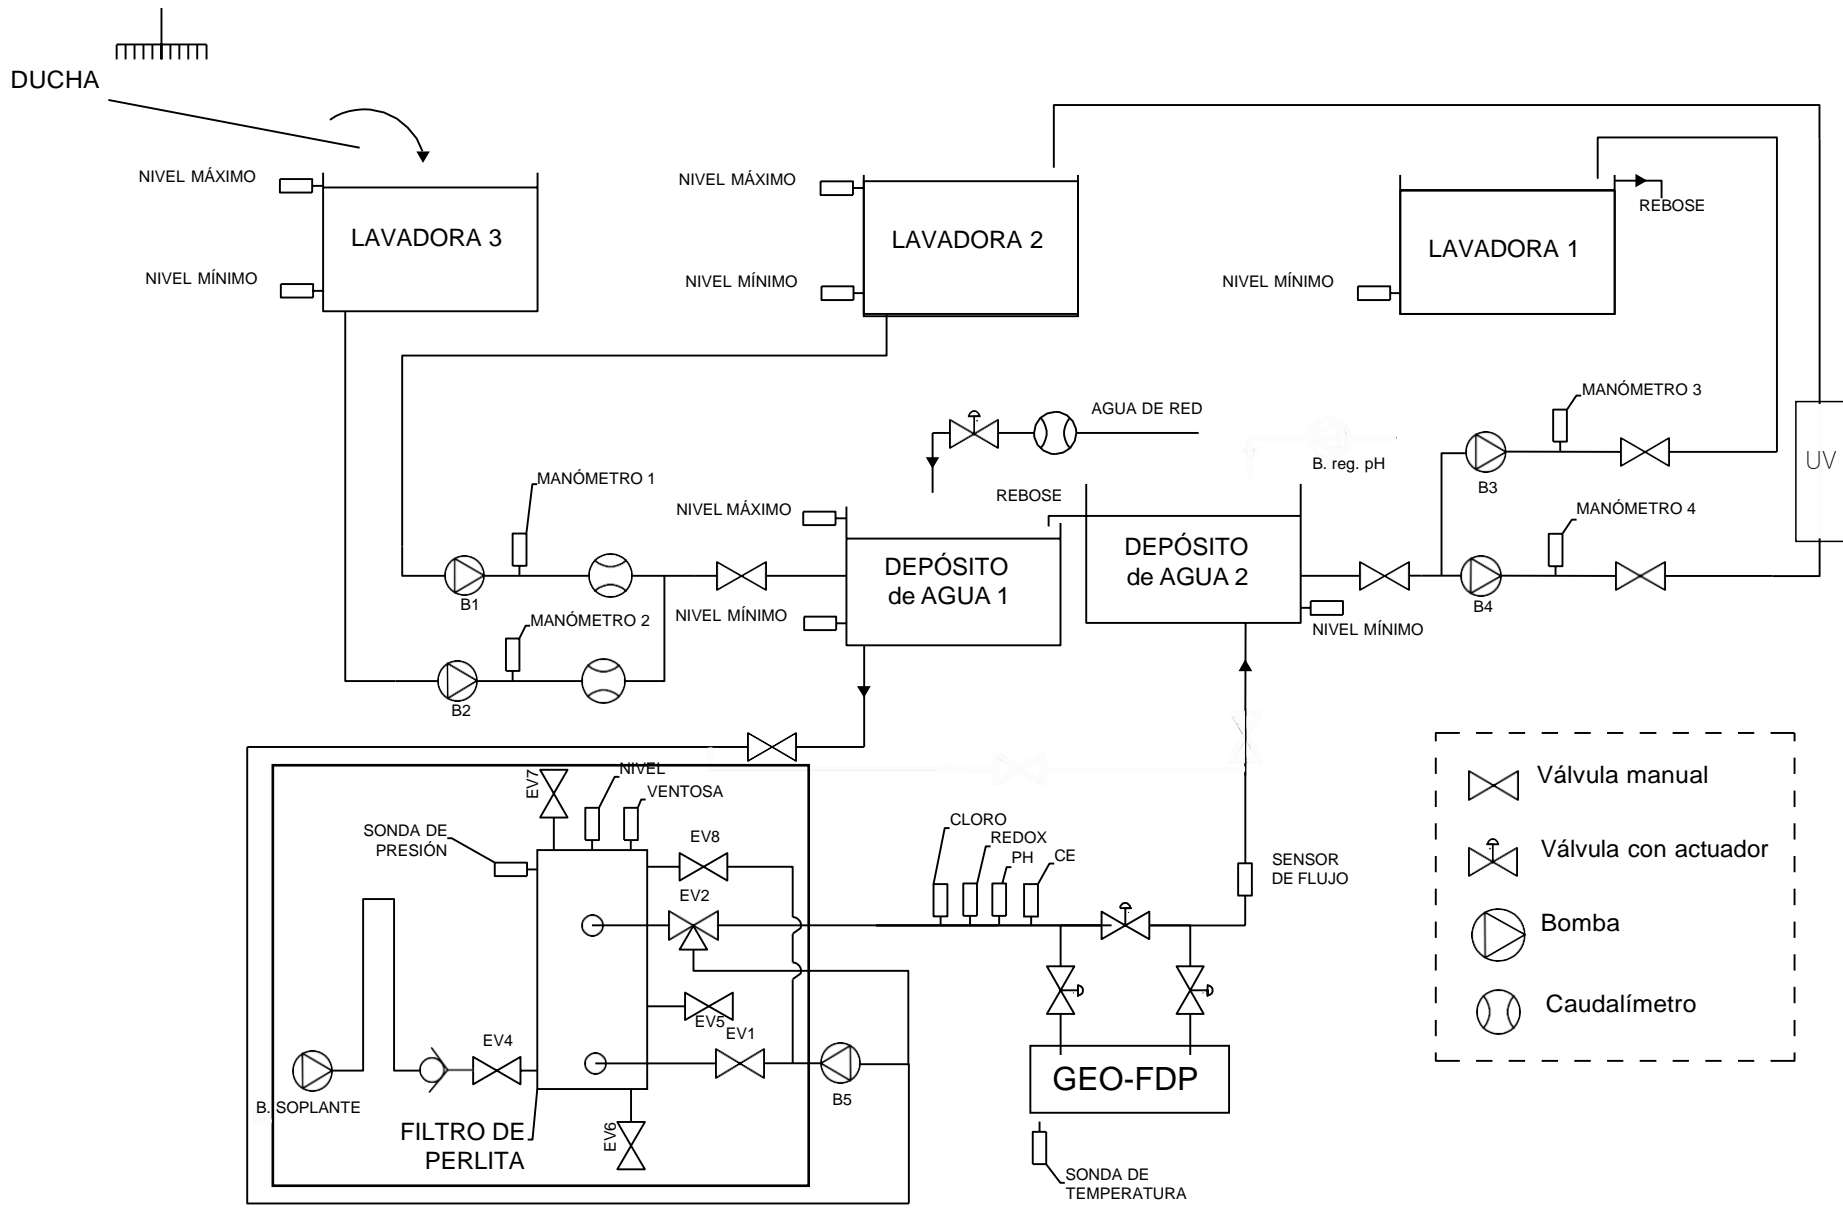 DUCHA
NIVEL MÁXIMO
NIVEL MÁXIMO
REBOSE
LAVADORA 3
LAVADORA 2
LAVADORA 1
NIVEL MÍNIMO
NIVEL MÍNIMO
NIVEL MÍNIMO
MANÓMETRO 3
AGUA DE RED
B. reg. pH
UV
B3
MANÓMETRO 1
REBOSE
NIVEL MÁXIMO
MANÓMETRO 4
DEPÓSITO
de AGUA 1
DEPÓSITO
de AGUA 2
B1
B4
MANÓMETRO 2
NIVEL MÍNIMO
NIVEL MÍNIMO
B2
EV7
NIVEL
VENTOSA
SONDA DE
PRESIÓN
EV8
EV2
CLORO
REDOX
PH
CE
SENSOR
DE FLUJO
EV5
EV1
EV4
B. SOPLANTE
B5
GEO-FDP
FILTRO DE
PERLITA
EV6
SONDA DE
TEMPERATURA
Válvula manual
Válvula con actuador
Bomba
Caudalímetro